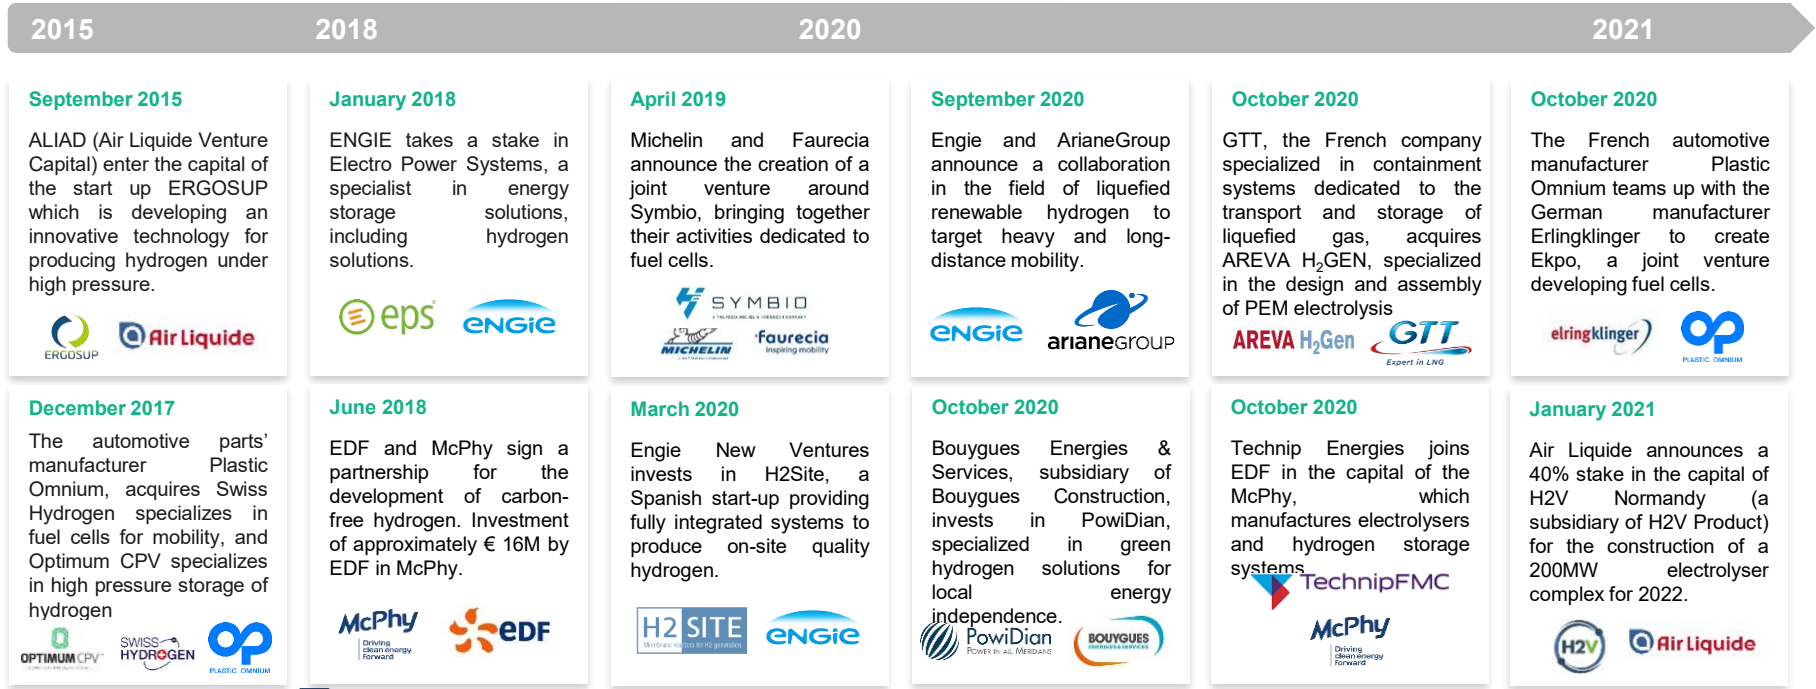 2015 2018 2020 2021
September 2015
ALIAD (Air Liquide Venture
Capital) enter the capital of
the start up ERGOSUP
which is developing an
innovative technology for
producing hydrogen under
high pressure.
ERGOSUP
Air Liquide
December 2017
The automotive parts’
manufacturer Plastic
Omnium, acquires Swiss
Hydrogen specializes in
fuel cells for mobility, and
Optimum CPV specializes
in high pressure storage of
hydrogen
OPTIMUM CPV
SWISS
HYDROGEN
PLASTIC OMNIUM
January 2018
ENGIE takes a stake in
Electro Power Systems, a
specialist in energy
storage solutions,
including hydrogen
solutions.
eps
ENGIE
June 2018
EDF and McPhy sign a
partnership for the
development of carbon-
free hydrogen. Investment
of approximately € 16M by
EDF in McPhy.
McPhy
Driving
clean energy
forward
EDF
April 2019
Michelin and Faurecia
announce the creation of a
joint venture around
Symbio, bringing together
their activities dedicated to
fuel cells.
SYMBIO
A FAURECIA MICHELIN HYDROGEN COMPANY
MICHELIN
faurecia
inspiring mobility
March 2020
Engie New Ventures
invests in H2Site, a
Spanish start-up providing
fully integrated systems to
produce on-site quality
hydrogen.
H2 SITE
Membrane reactors for H2 generation
ENGIE
September 2020
Engie and ArianeGroup
announce a collaboration
in the field of liquefied
renewable hydrogen to
target heavy and long-
distance mobility.
ENGIE
arianeGROUP
October 2020
Bouygues Energies &
Services, subsidiary of
Bouygues Construction,
invests in PowiDian,
specialized in green
hydrogen solutions for
local energy
independence.
PowiDian
POWER IN ALL MERIDIANS
BOUYGUES
ENERGIES & SERVICES
October 2020
GTT, the French company
specialized in containment
systems dedicated to the
transport and storage of
liquefied gas, acquires
AREVA H2GEN, specialized
in the design and assembly
of PEM electrolysis
AREVA H2Gen
GTT
Expert in LNG
October 2020
Technip Energies joins
EDF in the capital of the
McPhy, which
manufactures electrolysers
and hydrogen storage
systems
TechnipFMC
McPhy
Driving
clean energy
forward
October 2020
The French automotive
manufacturer Plastic
Omnium teams up with the
German manufacturer
Erlingklinger to create
Ekpo, a joint venture
developing fuel cells.
elringklinger
PLASTIC OMNIUM
January 2021
Air Liquide announces a
40% stake in the capital of
H2V Normandy (a
subsidiary of H2V Product)
for the construction of a
200MW electrolyser
complex for 2022.
H2V
Air Liquide